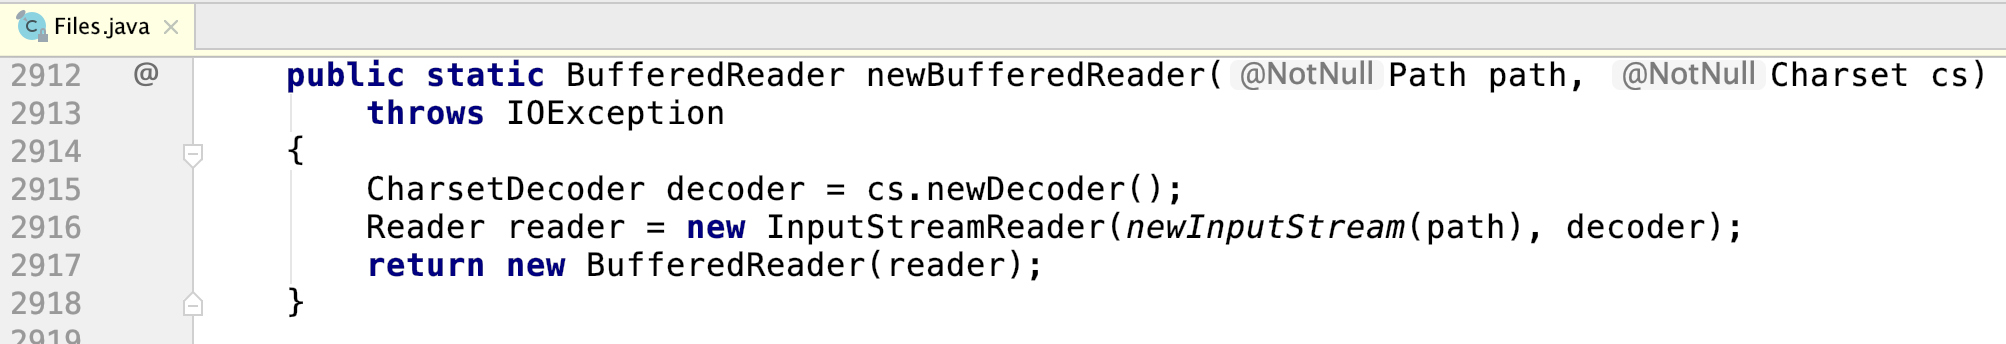 Files.java
2912 @ public static BufferedReader newBufferedReader( @NotNull Path path, @NotNull Charset cs)
2913 throws IOException
2914 {
2915 CharsetDecoder decoder = cs.newDecoder();
2916 Reader reader = new InputStreamReader(newInputStream(path), decoder);
2917 return new BufferedReader(reader);
2918 }
2919